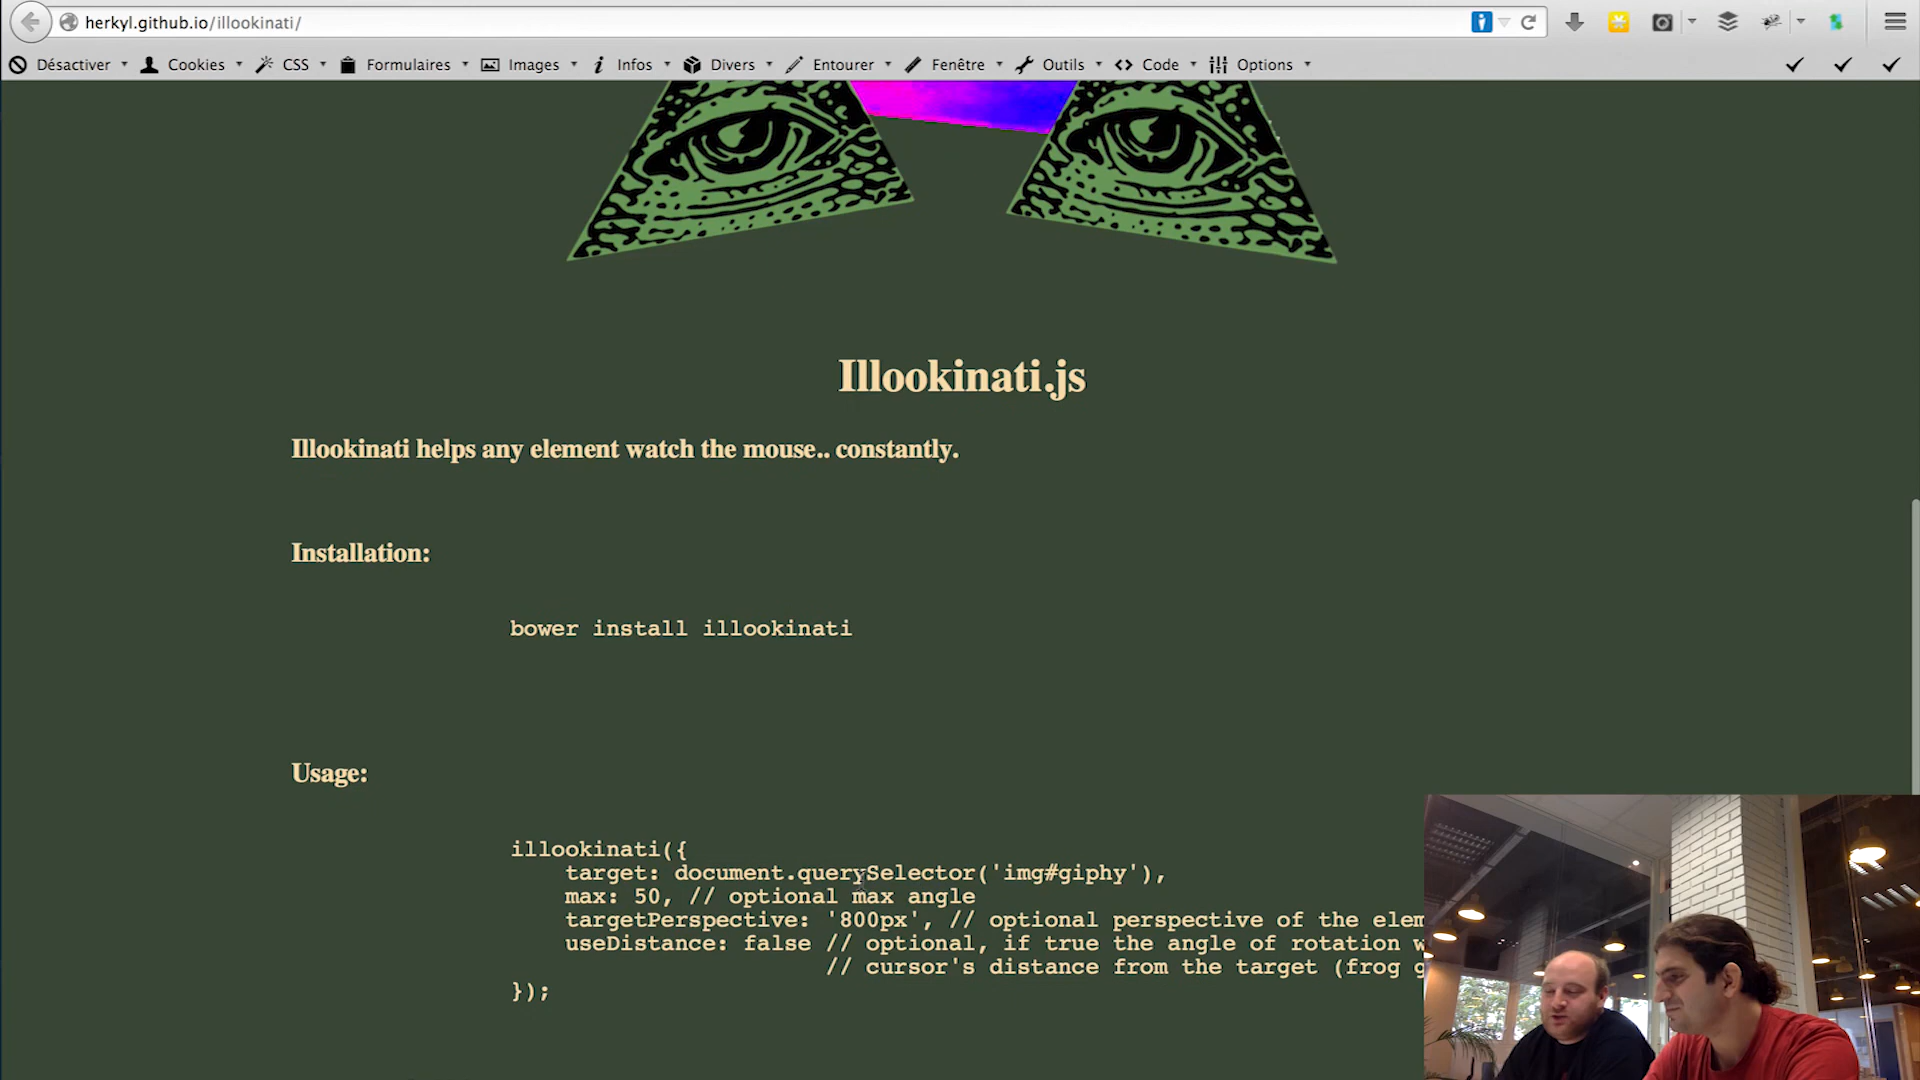 herkyl.github.io/illookinati/
Désactiver Cookies CSS Formulaires Images Infos Divers Entourer Fenêtre Outils Code Options
Illookinati.js
Illookinati helps any element watch the mouse.. constantly.
Installation:
bower install illookinati
Usage:
illookinati({
target: document.querySelector('img#giphy'),
max: 50, // optional max angle
targetPerspective: '800px', // optional perspective of the elem
useDistance: false // optional, if true the angle of rotation w
// cursor's distance from the target (frog g
});